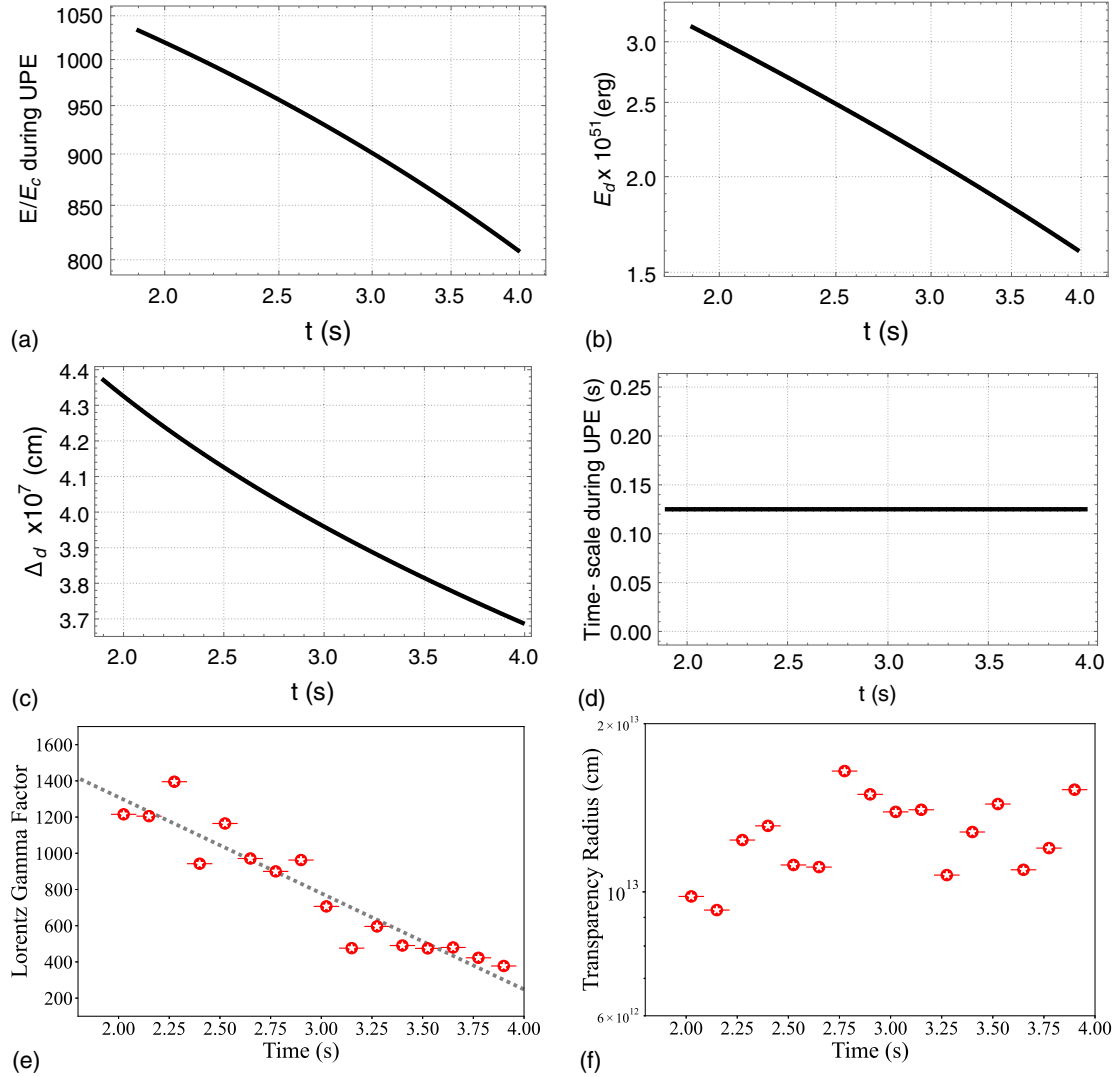 1050
1000
950
900
850
800
E/E_c during UPE
2.0 2.5 3.0 3.5 4.0
t (s)
(a)
3.0
2.5
2.0
1.5
E_d x 10^51 (erg)
2.0 2.5 3.0 3.5 4.0
t (s)
(b)
4.4
4.3
4.2
4.1
4.0
3.9
3.8
3.7
Δ_d x10^7 (cm)
2.0 2.5 3.0 3.5 4.0
t (s)
(c)
0.25
0.20
0.15
0.10
0.05
0.00
Time- scale during UPE (s)
2.0 2.5 3.0 3.5 4.0
t (s)
(d)
1600
1400
1200
1000
800
600
400
200
Lorentz Gamma Factor
2.00 2.25 2.50 2.75 3.00 3.25 3.50 3.75 4.00
Time (s)
(e)
2 × 10^13
10^13
6 × 10^12
Transparency Radius (cm)
2.00 2.25 2.50 2.75 3.00 3.25 3.50 3.75 4.00
Time (s)
(f)